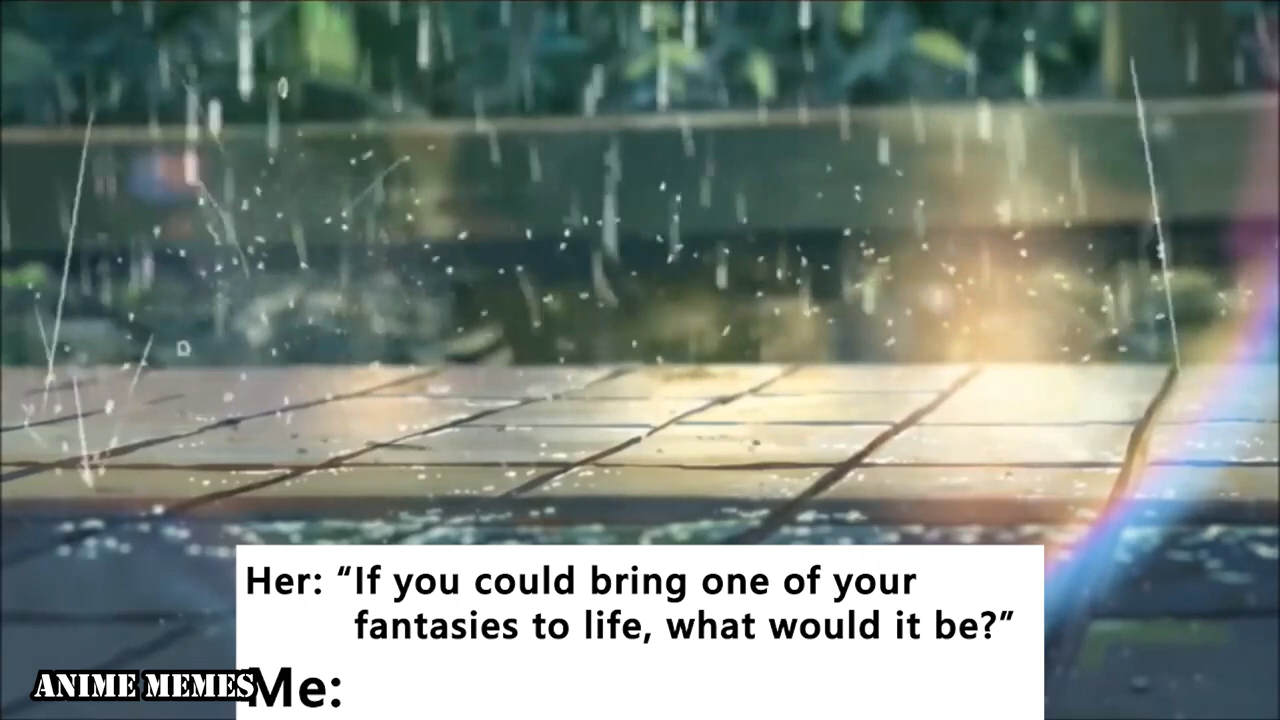 Her: “If you could bring one of your
fantasies to life, what would it be?”
ANIME MEMES
Me: